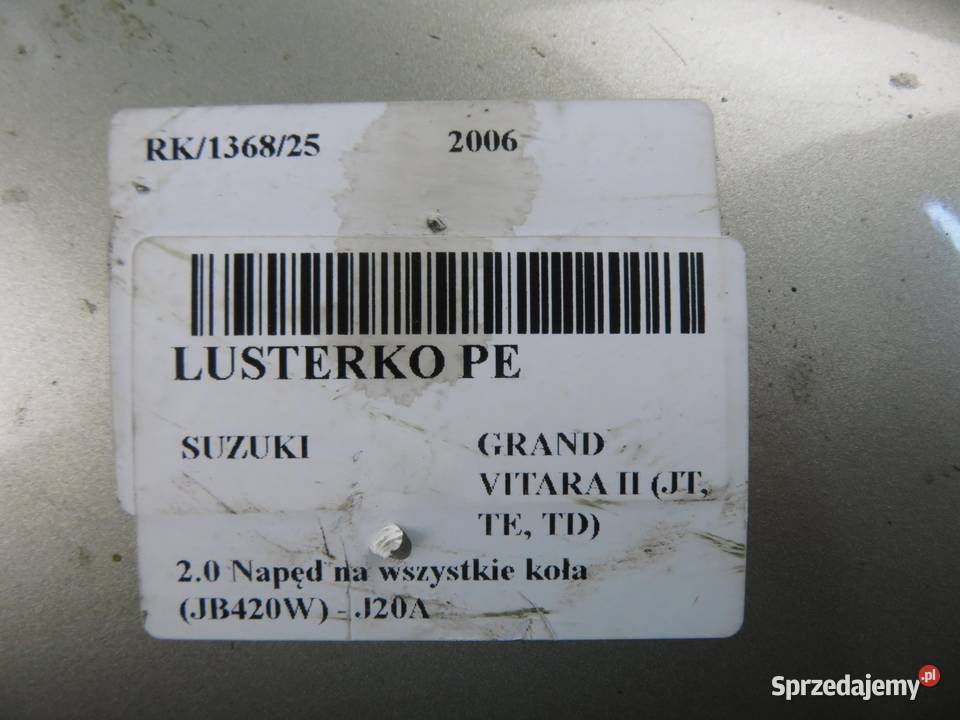 RK/1368/25 2006
LUSTERKO PE
SUZUKI GRAND
VITARA II (JT,
TE, TD)
2.0 Napęd na wszystkie koła
(JB420W) - J20A
Sprzedajemy.pl